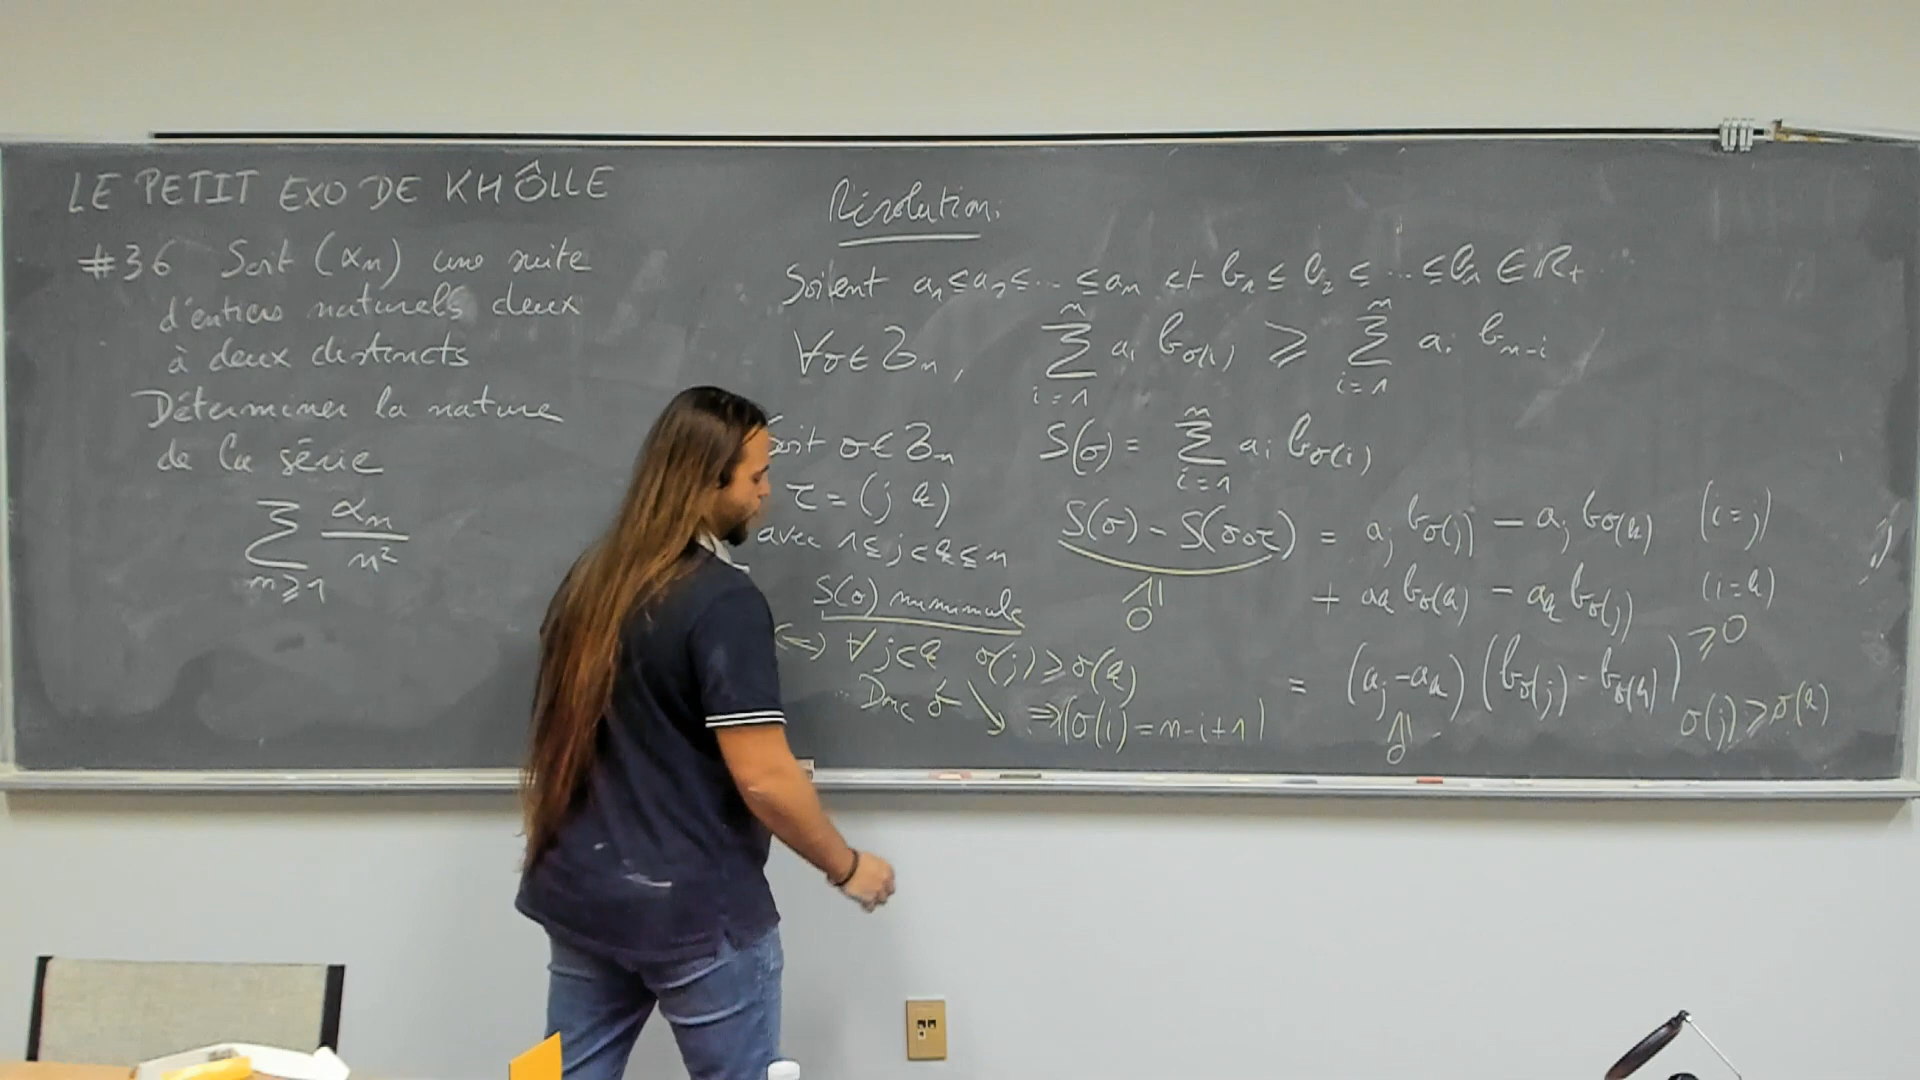 LE PETIT EXO DE KHÔLLE
#36 Soit (αn) une suite
d'entiers naturels deux
à deux distincts
Déterminer la nature
de la série
∑ n≥1 αn/n²
Résolution.
Soient a₁ ≤ a₂ ≤ ... ≤ an et b₁ ≤ b₂ ≤ ... ≤ bn ∈ ℝ+
∀σ ∈ 𝔖n, ∑ i=1 n ai bσ(i) ≥ ∑ i=1 n ai bn-i
Soit σ ∈ 𝔖n S(σ) = ∑ i=1 n ai bσ(i)
τ = (j k)
avec 1 ≤ j < k ≤ n
S(σ) - S(σ∘τ) = aj bσ(j) - aj bσ(k) (i=j)
+ ak bσ(k) - ak bσ(j) (i=k)
= (aj - ak) (bσ(j) - bσ(k)) ≥ 0
σ(j) ≥ σ(k)
S(σ) minimale
∀ j<k σ(j) ≥ σ(k)
Donc σ ↘ ⇒ (σ(i) = n-i+1)